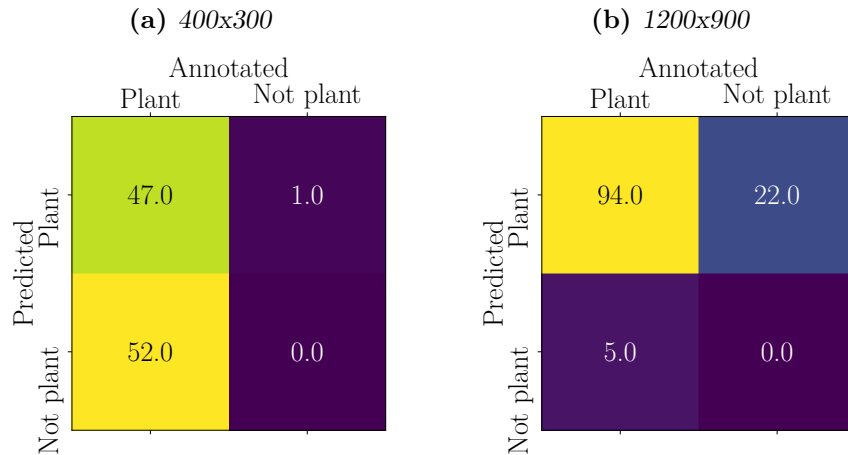 (a) 400x300
Annotated
Plant Not plant
Predicted
Plant
47.0 1.0
Not plant
52.0 0.0
(b) 1200x900
Annotated
Plant Not plant
Predicted
Plant
94.0 22.0
Not plant
5.0 0.0